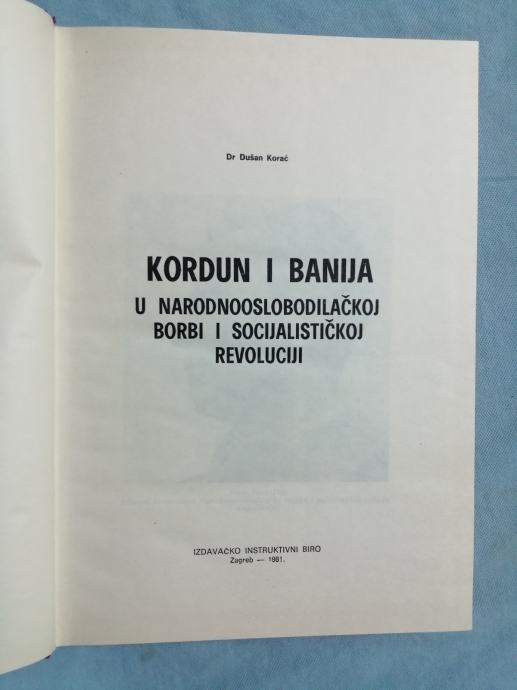 Dr Dušan Korać
KORDUN I BANIJA
U NARODNOOSLOBODILAČKOJ
BORBI I SOCIJALISTIČKOJ
REVOLUCIJI
IZDAVAČKO INSTRUKTIVNI BIRO
Zagreb — 1981.